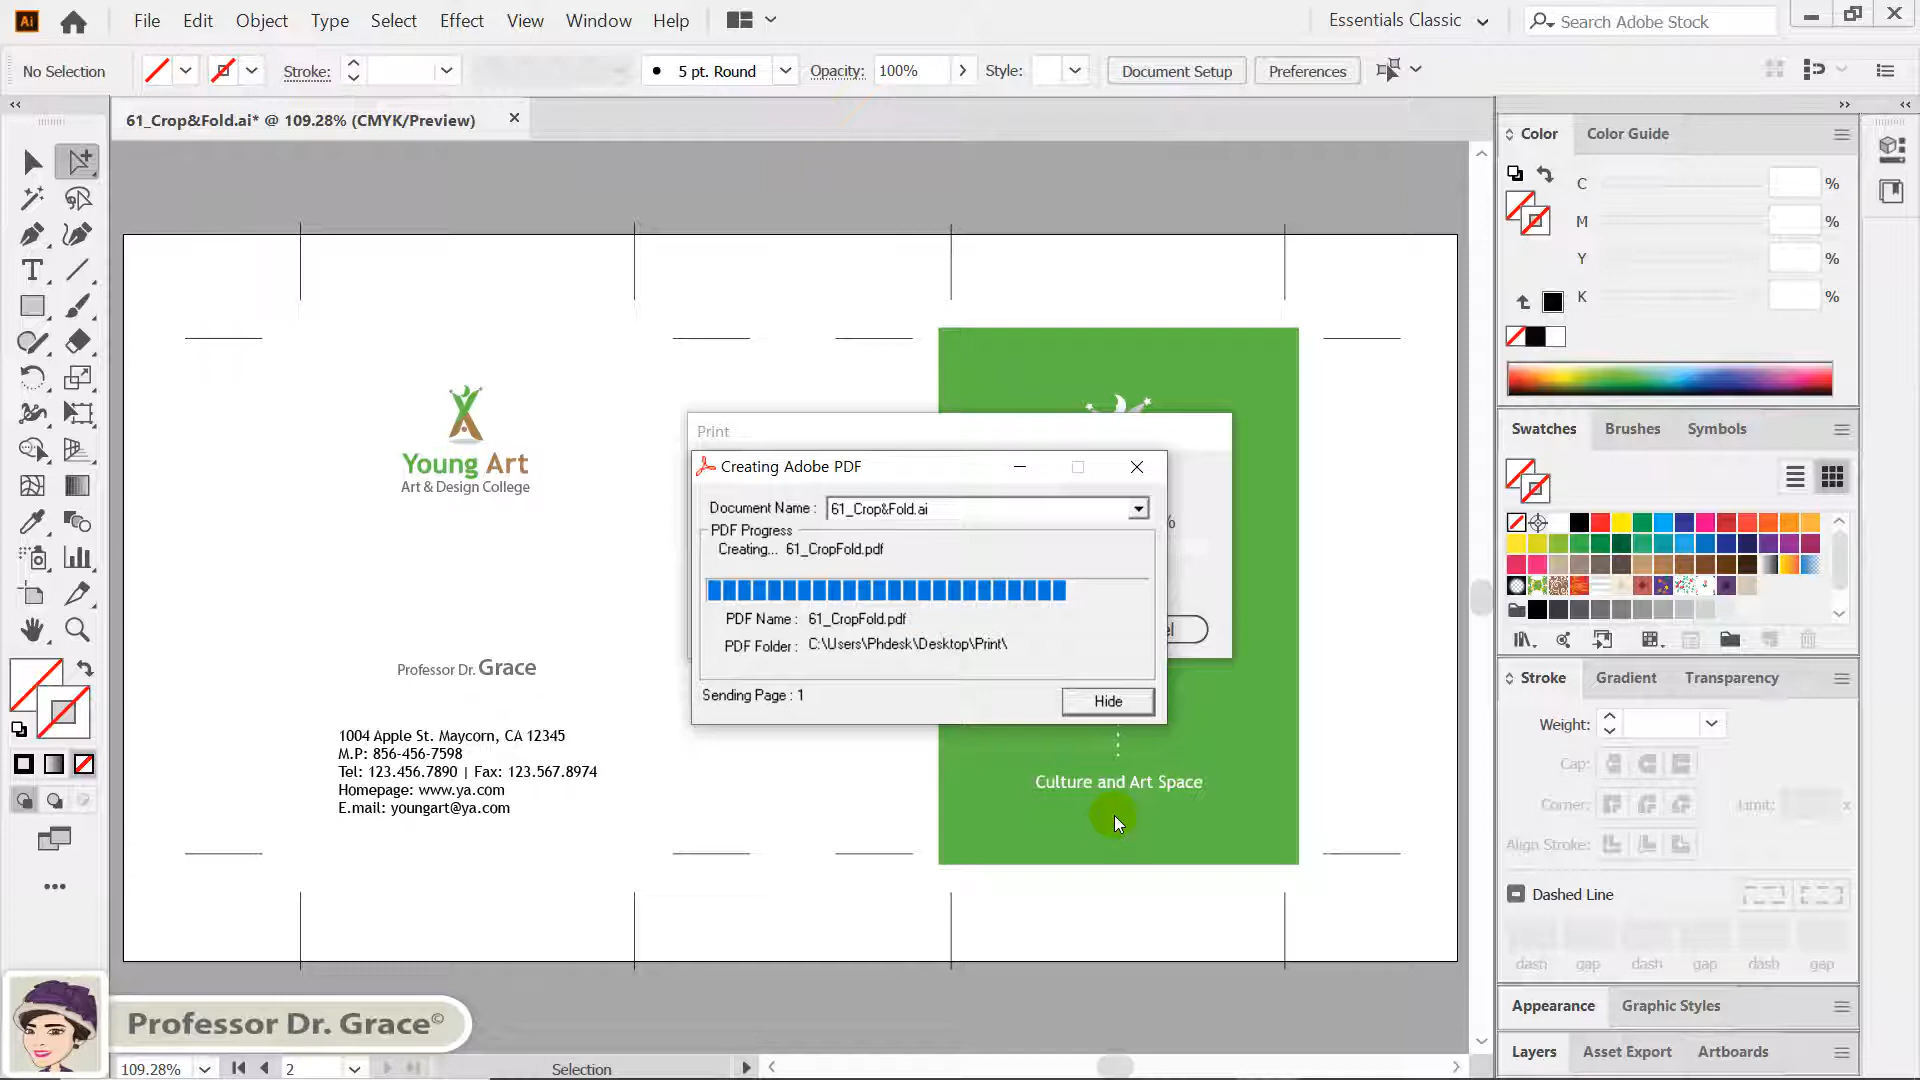 Ai File Edit Object Type Select Effect View Window Help Essentials Classic Search Adobe Stock
No Selection Stroke: 5 pt. Round Opacity: 100% Style: Document Setup Preferences
61_Crop&Fold.ai* @ 109.28% (CMYK/Preview)
Color Color Guide
C %
M %
Y %
K %
Young Art
Art & Design College
Professor Dr. Grace
1004 Apple St. Maycorn, CA 12345
M.P: 856-456-7598
Tel: 123.456.7890 | Fax: 123.567.8974
Homepage: www.ya.com
E.mail: youngart@ya.com
Print
Creating Adobe PDF
Document Name : 61_Crop&Fold.ai
PDF Progress
Creating... 61_CropFold.pdf
PDF Name : 61_CropFold.pdf
PDF Folder : C:\Users\Phdesk\Desktop\Print\
Sending Page : 1
Hide
Culture and Art Space
Swatches Brushes Symbols
Stroke Gradient Transparency
Weight:
Cap:
Corner: Limit: x
Align Stroke:
Dashed Line
dash gap dash gap dash gap
Appearance Graphic Styles
Layers Asset Export Artboards
Professor Dr. Grace©
109.28% 2 Selection